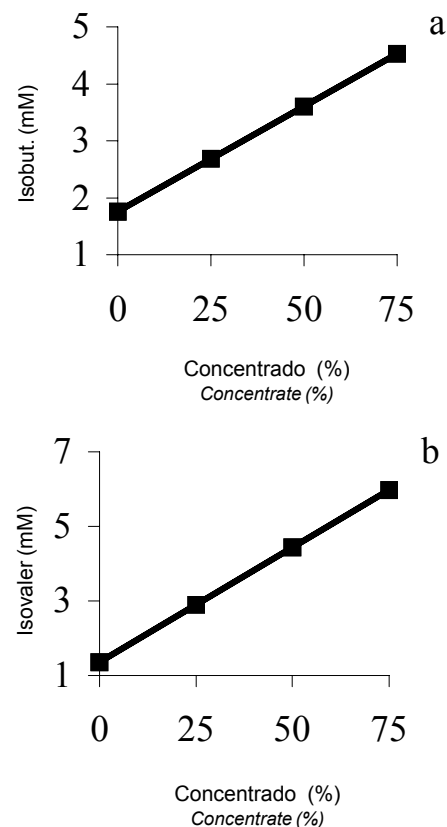 a
Isobut. (mM)
5
4
3
2
1
0 25 50 75
Concentrado (%)
Concentrate (%)
b
Isovaler (mM)
7
5
3
1
0 25 50 75
Concentrado (%)
Concentrate (%)